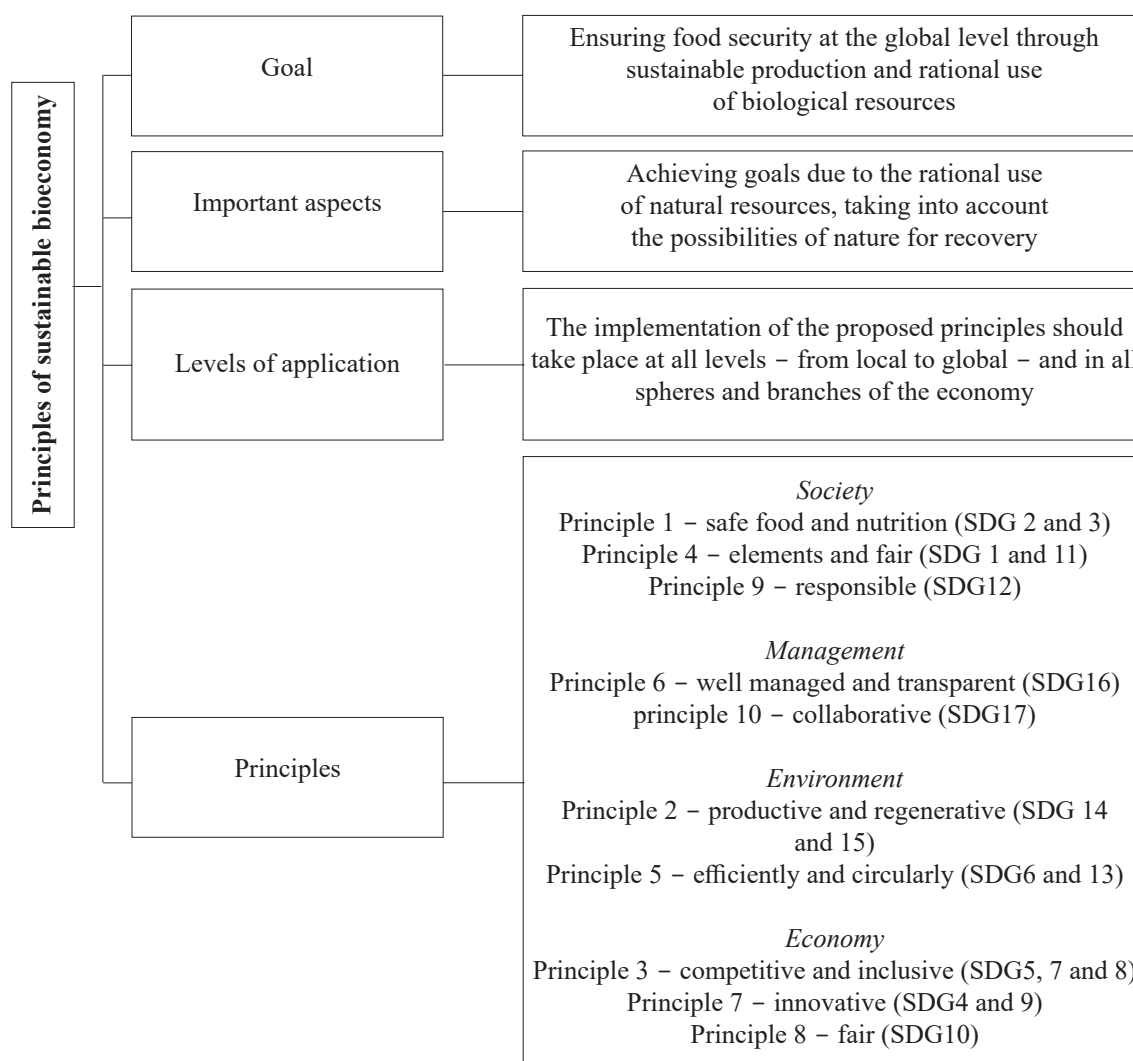 Principles of sustainable bioeconomy
Goal
Ensuring food security at the global level through
sustainable production and rational use
of biological resources
Important aspects
Achieving goals due to the rational use
of natural resources, taking into account
the possibilities of nature for recovery
Levels of application
The implementation of the proposed principles should
take place at all levels – from local to global – and in all
spheres and branches of the economy
Principles
Society
Principle 1 – safe food and nutrition (SDG 2 and 3)
Principle 4 – elements and fair (SDG 1 and 11)
Principle 9 – responsible (SDG12)
Management
Principle 6 – well managed and transparent (SDG16)
principle 10 – collaborative (SDG17)
Environment
Principle 2 – productive and regenerative (SDG 14
and 15)
Principle 5 – efficiently and circularly (SDG6 and 13)
Economy
Principle 3 – competitive and inclusive (SDG5, 7 and 8)
Principle 7 – innovative (SDG4 and 9)
Principle 8 – fair (SDG10)